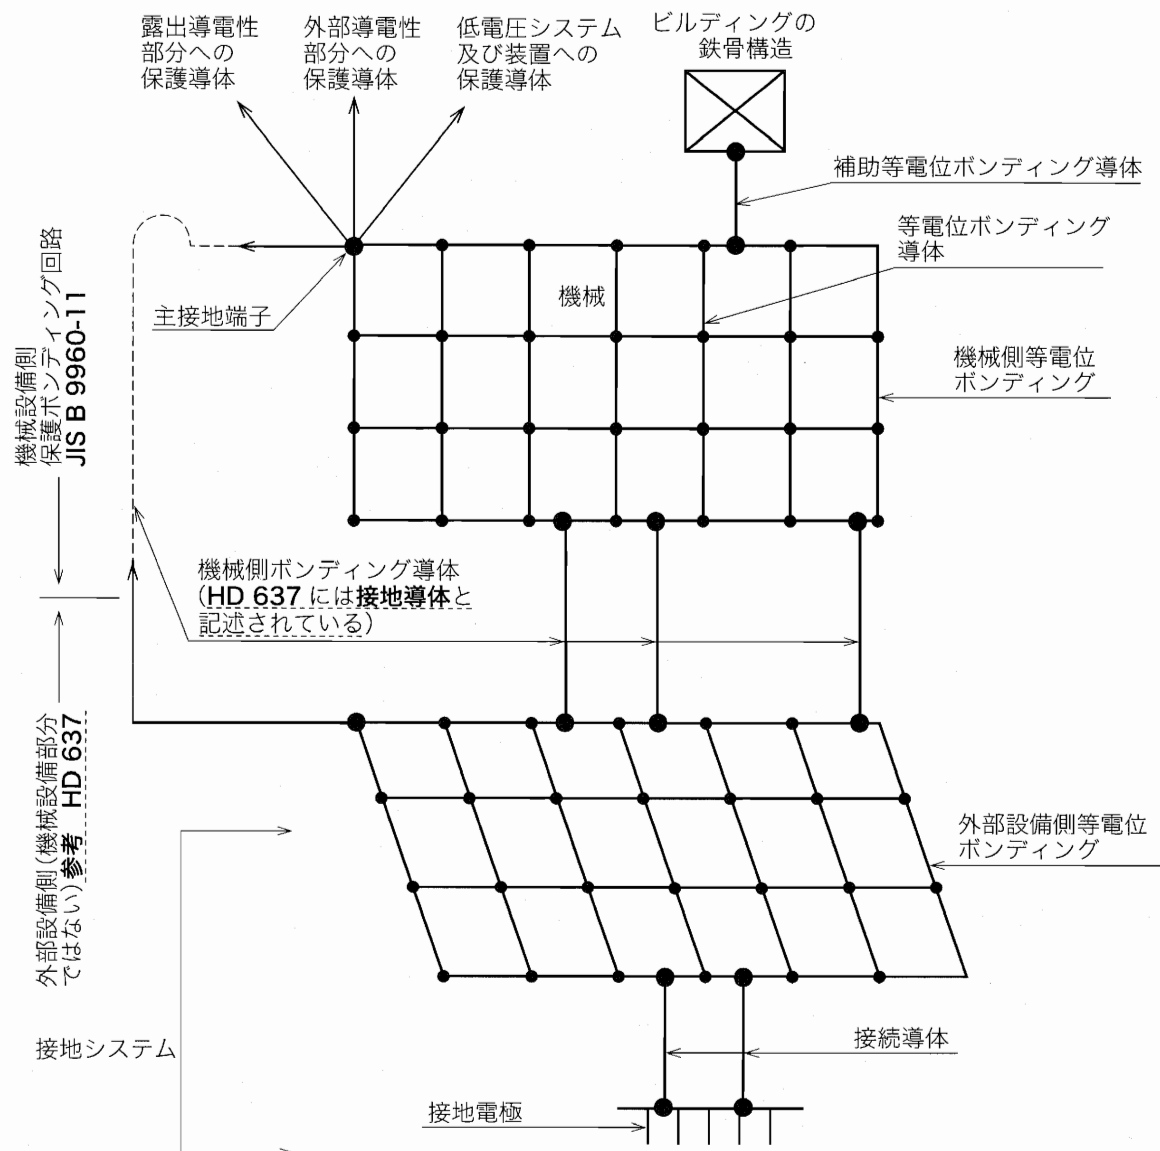 露出導電性
部分への
保護導体
外部導電性
部分への
保護導体
低電圧システム
及び装置への
保護導体
ビルディングの
鉄骨構造
補助等電位ボンディング導体
等電位ボンディング
導体
機械
主接地端子
機械側等電位
ボンディング
機械設備側
保護ボンディング回路
JIS B 9960-11
機械側ボンディング導体
(HD 637 には接地導体と
記述されている)
外部設備側(機械設備部分
ではない)参考 HD 637
外部設備側等電位
ボンディング
接地システム
接続導体
接地電極